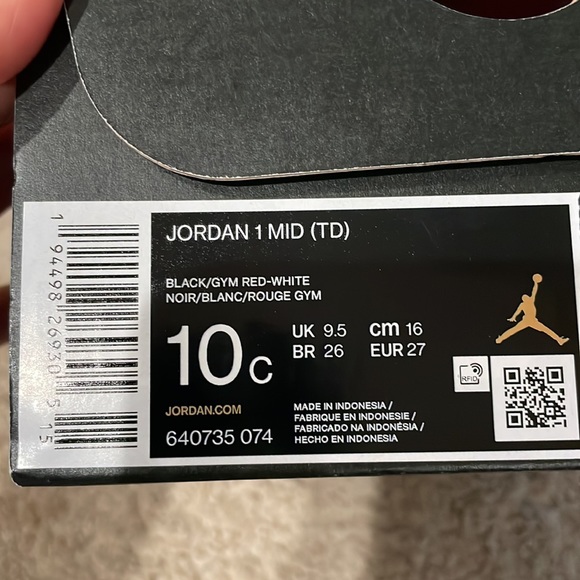 JORDAN 1 MID (TD)
BLACK/GYM RED-WHITE
NOIR/BLANC/ROUGE GYM
10C
UK 9.5 cm 16
BR 26 EUR 27
JORDAN.COM
640735 074
MADE IN INDONESIA /
FABRIQUE EN INDONESIE /
FABRICADO NA INDONÉSIA /
HECHO EN INDONESIA
RFID
1 94498 26930 5 15